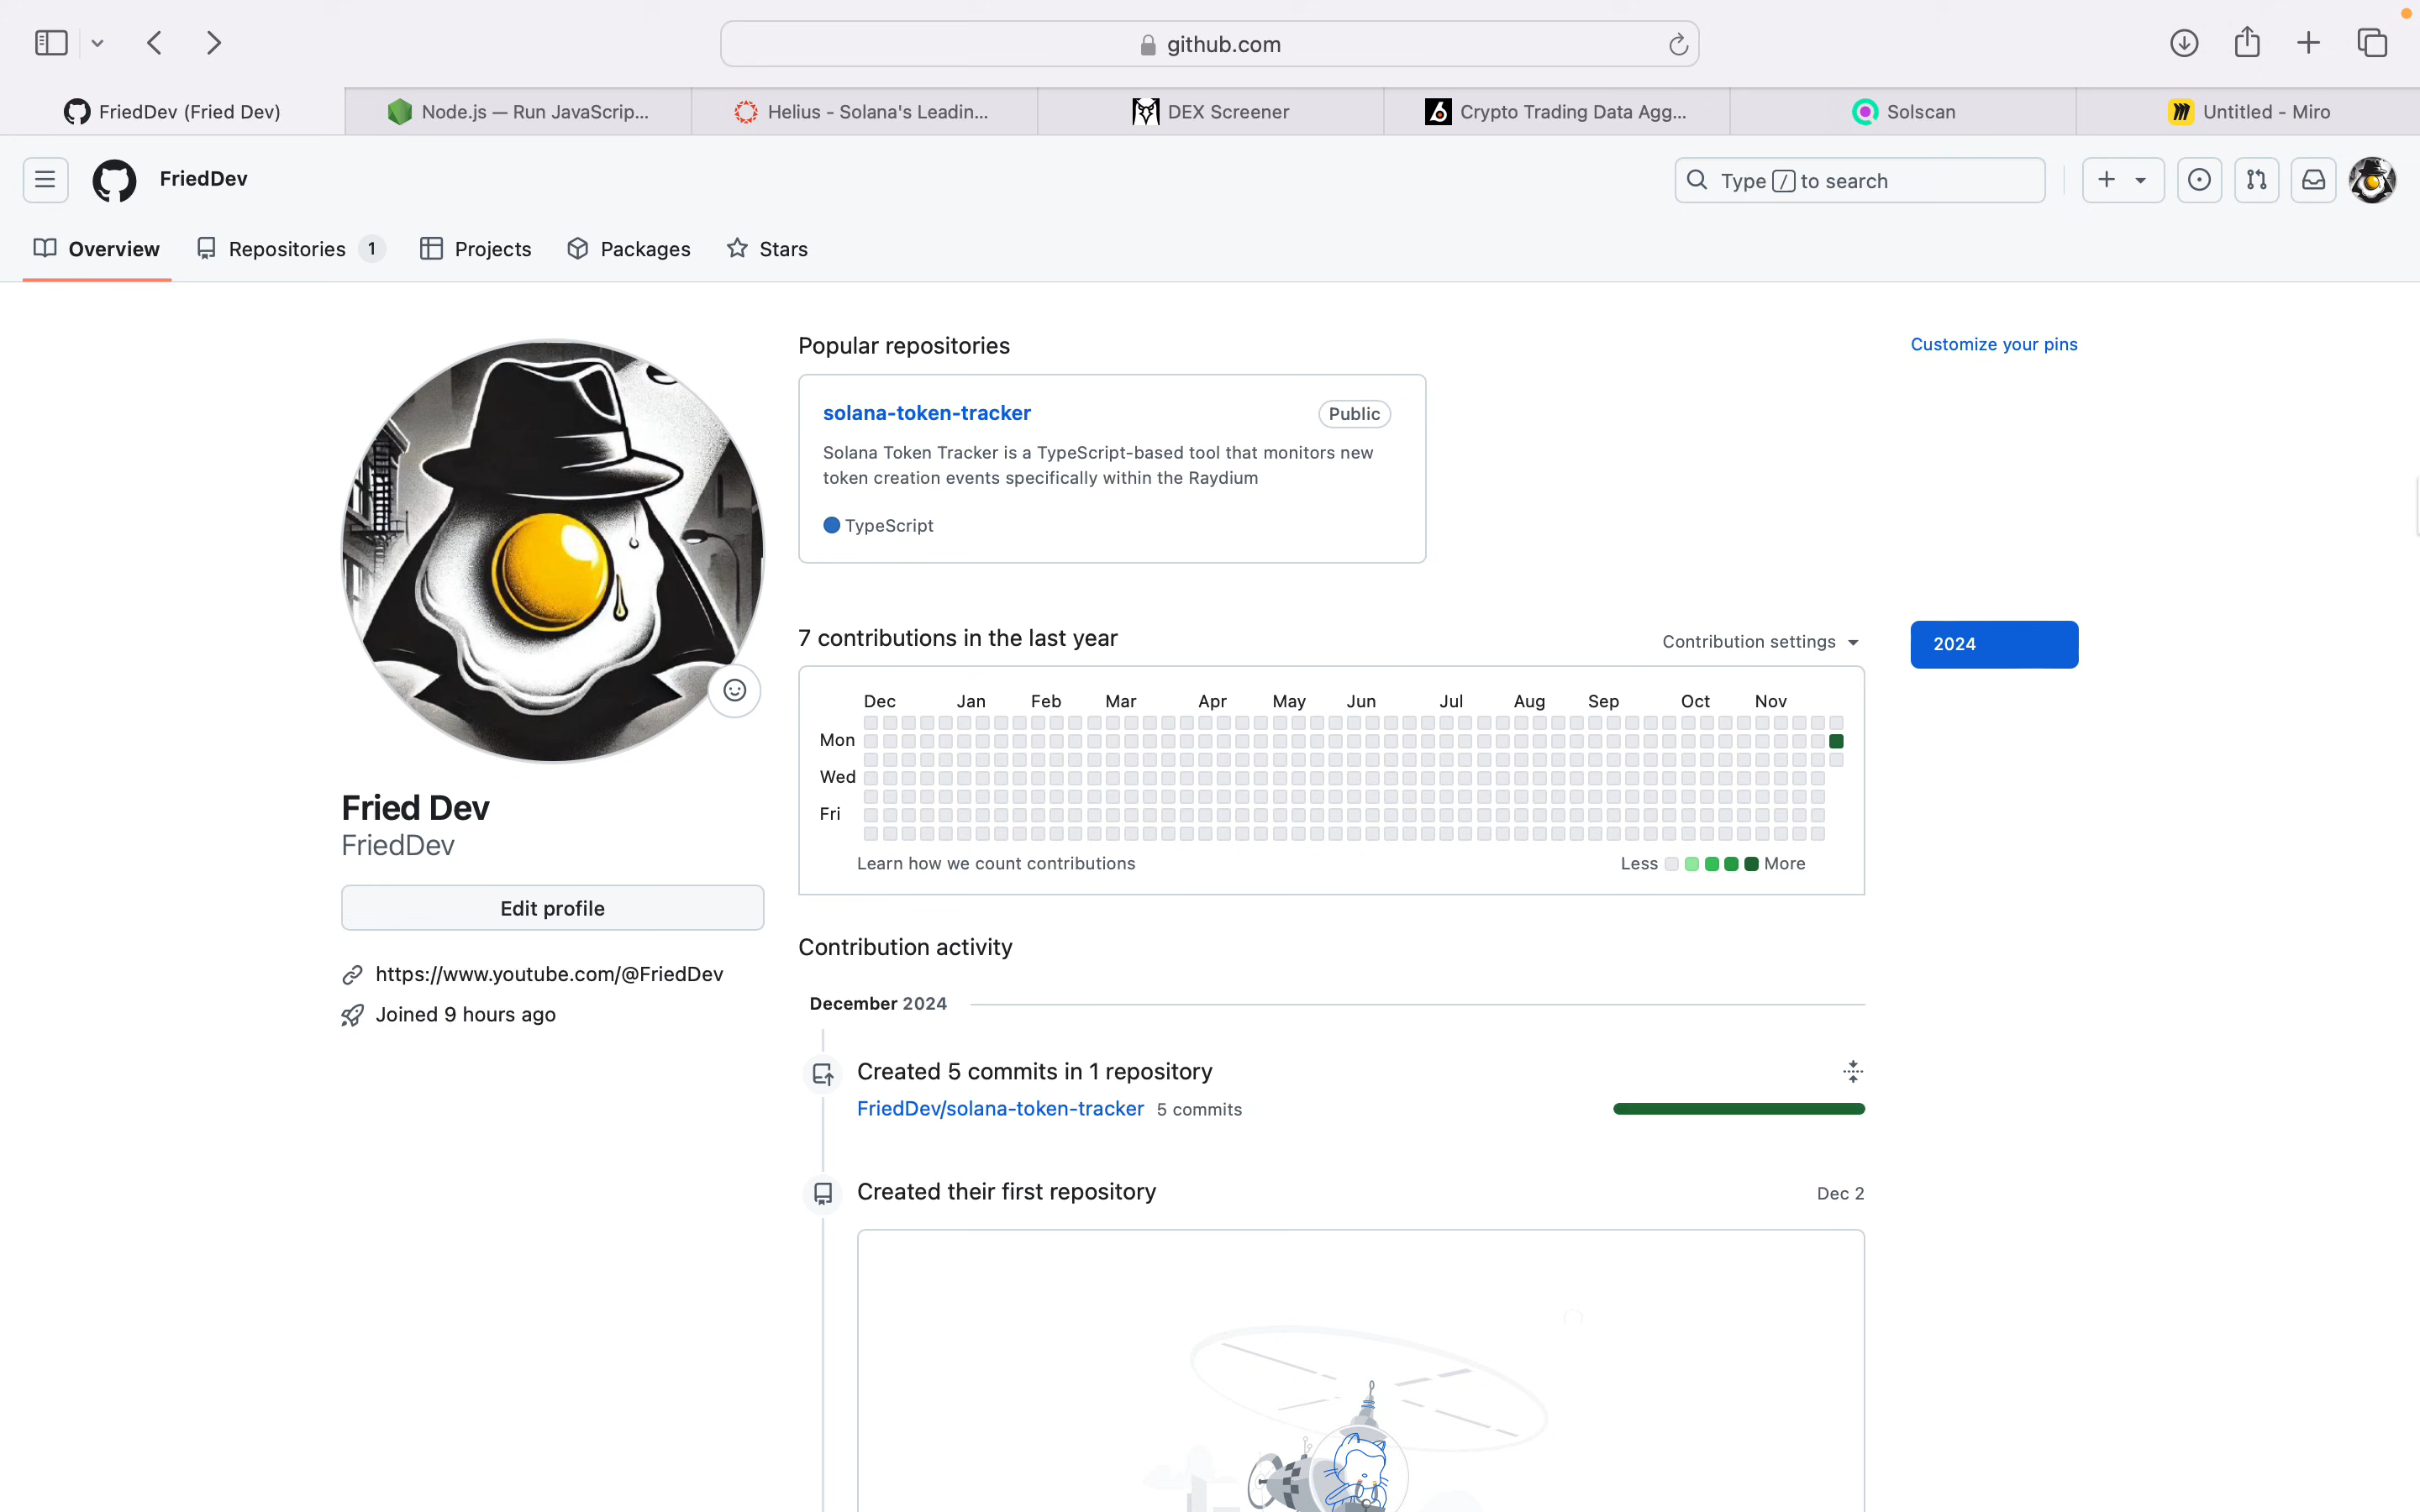 github.com
FriedDev (Fried Dev)
Node.js — Run JavaScrip...
Helius - Solana's Leadin...
DEX Screener
Crypto Trading Data Agg...
Solscan
Untitled - Miro
FriedDev
Type / to search
Overview
Repositories 1
Projects
Packages
Stars
Popular repositories
Customize your pins
solana-token-tracker
Public
Solana Token Tracker is a TypeScript-based tool that monitors new
token creation events specifically within the Raydium
TypeScript
7 contributions in the last year
Contribution settings
2024
Dec Jan Feb Mar Apr May Jun Jul Aug Sep Oct Nov
Mon
Wed
Fri
Learn how we count contributions
Less More
Fried Dev
FriedDev
Edit profile
https://www.youtube.com/@FriedDev
Joined 9 hours ago
Contribution activity
December 2024
Created 5 commits in 1 repository
FriedDev/solana-token-tracker 5 commits
Created their first repository
Dec 2